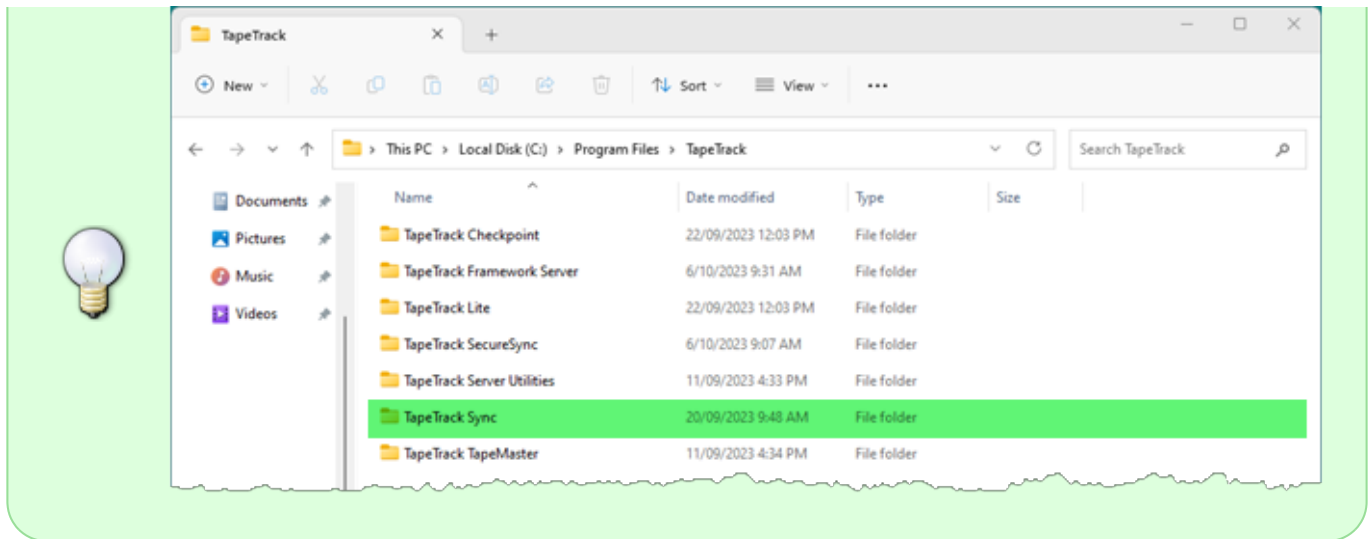 TapeTrack
New
Sort
View
This PC > Local Disk (C:) > Program Files > TapeTrack
Search TapeTrack
Documents
Pictures
Music
Videos
Name Date modified Type Size
TapeTrack Checkpoint 22/09/2023 12:03 PM File folder
TapeTrack Framework Server 6/10/2023 9:31 AM File folder
TapeTrack Lite 22/09/2023 12:03 PM File folder
TapeTrack SecureSync 6/10/2023 9:07 AM File folder
TapeTrack Server Utilities 11/09/2023 4:33 PM File folder
TapeTrack Sync 20/09/2023 9:48 AM File folder
TapeTrack TapeMaster 11/09/2023 4:34 PM File folder